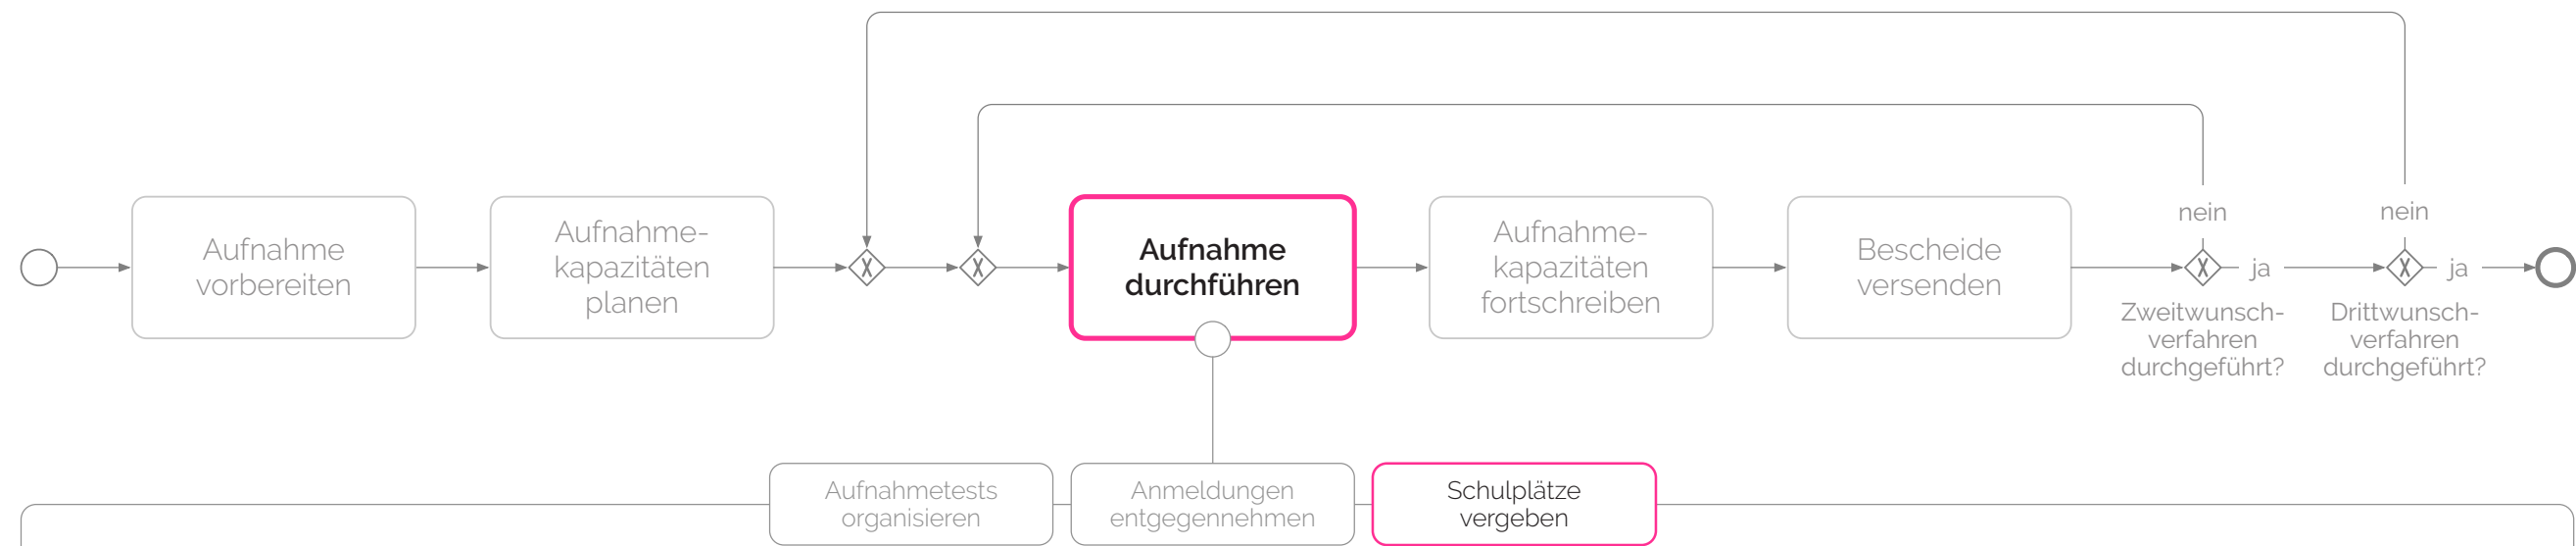 Aufnahme
vorbereiten
Aufnahme-
kapazitäten
planen
X
X
Aufnahme
durchführen
Aufnahme-
kapazitäten
fortschreiben
Bescheide
versenden
nein
X
ja
Zweitwunsch-
verfahren
durchgeführt?
nein
X
ja
Drittwunsch-
verfahren
durchgeführt?
Aufnahmetests
organisieren
Anmeldungen
entgegennehmen
Schulplätze
vergeben